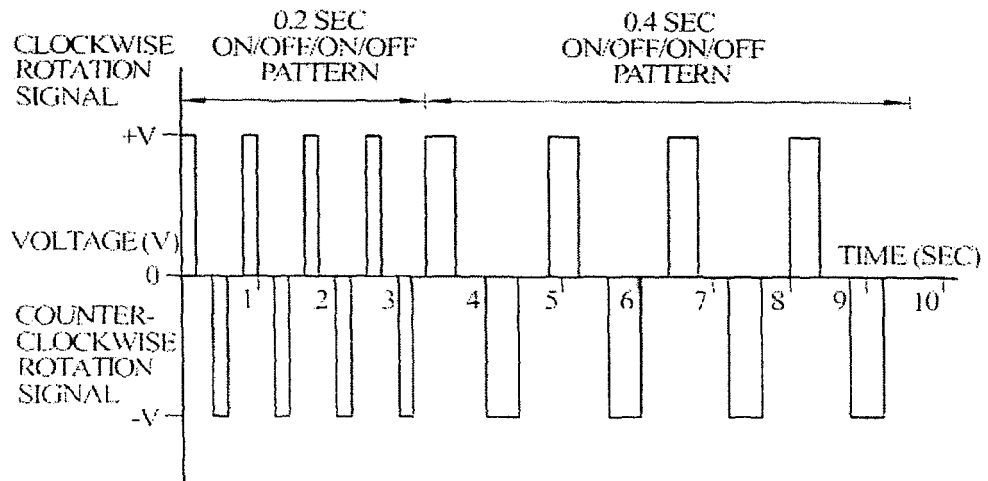 CLOCKWISE
ROTATION
SIGNAL
0.2 SEC
ON/OFF/ON/OFF
PATTERN
0.4 SEC
ON/OFF/ON/OFF
PATTERN
+V
VOLTAGE (V)
0
TIME (SEC)
1 2 3 4 5 6 7 8 9 10
COUNTER-
CLOCKWISE
ROTATION
SIGNAL
-V